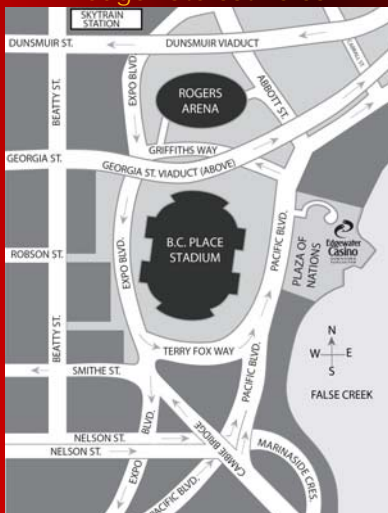 SKYTRAIN
STATION
DUNSMUIR ST.
DUNSMUIR VIADUCT
BEATTY ST.
EXPO BLVD.
ROGERS
ARENA
ABBOTT ST.
GRIFFITHS WAY
GEORGIA ST.
GEORGIA ST. VIADUCT (ABOVE)
B.C. PLACE
STADIUM
EXPO BLVD.
PACIFIC BLVD.
PLAZA OF
NATIONS
Edgewater
Casino
ROBSON ST.
BEATTY ST.
TERRY FOX WAY
N
W E
S
SMITHE ST.
PACIFIC BLVD.
FALSE CREEK
NELSON ST.
NELSON ST.
EXPO BLVD.
CAMBIE BRIDGE
MARINASIDE CRES.
PACIFIC BLVD.